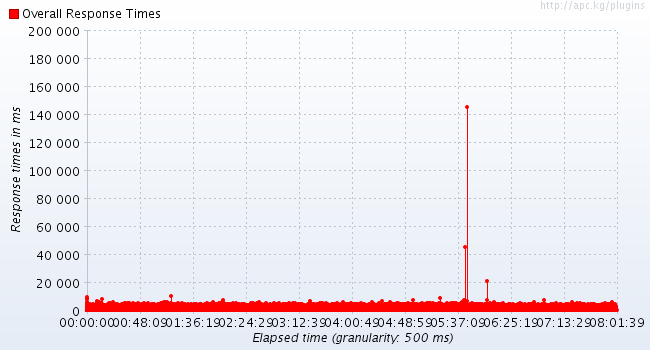 http://apc.kg/plugins
Overall Response Times
200 000
180 000
160 000
140 000
120 000
100 000
80 000
60 000
40 000
20 000
0
Response times in ms
00:00:00 00:48:09 01:36:19 02:24:29 03:12:39 04:00:49 04:48:59 05:37:09 06:25:19 07:13:29 08:01:39
Elapsed time (granularity: 500 ms)